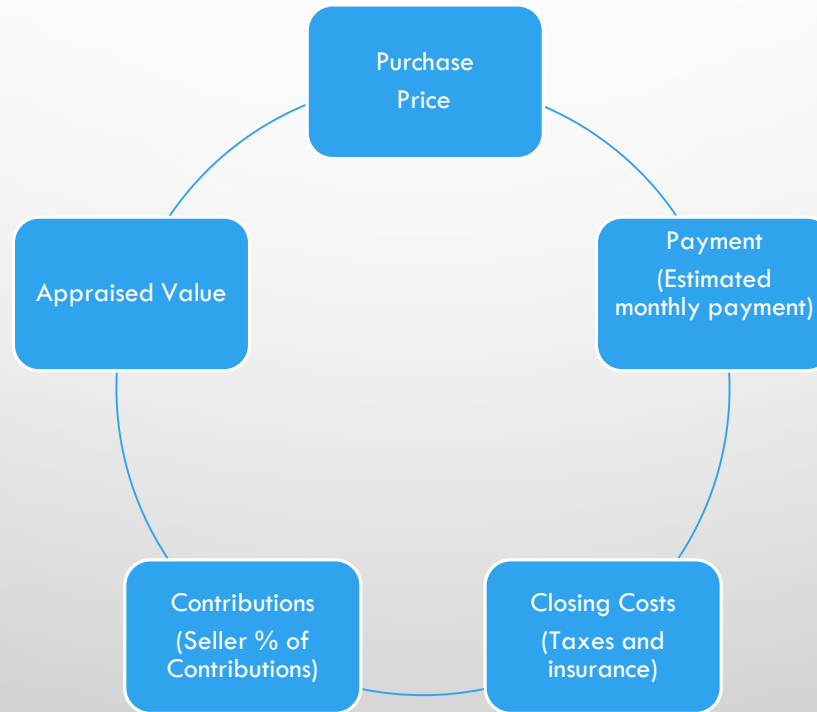 Purchase
Price
Payment
(Estimated
monthly payment)
Closing Costs
(Taxes and
insurance)
Contributions
(Seller % of
Contributions)
Appraised Value